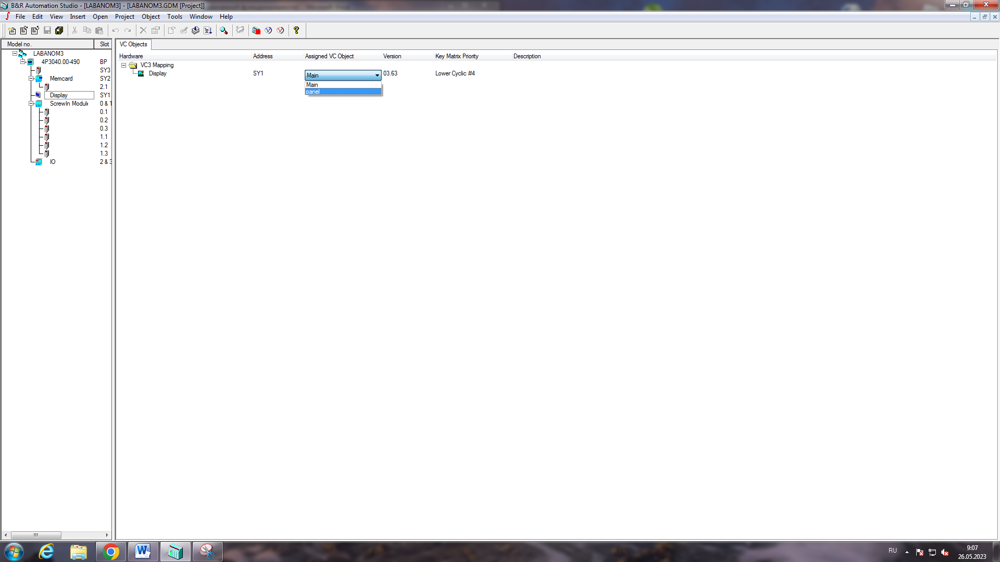 B&R Automation Studio - [LABANOM3] - [LABANOM3.GDM [Project]]
File Edit View Insert Open Project Object Tools Window Help
Model no. Slot
LABANOM3
4P3040.00-490 BP
SY3
Memcard SY2
2.1
Display SY1
ScrewIn Module 0 & 1
0.1
0.2
0.3
1.1
1.2
1.3
IO 2 & 3
VC Objects
Hardware Address Assigned VC Object Version Key Matrix Priority Description
VC3 Mapping
Display SY1 Main 03.63 Lower Cyclic #4
Main
panel
RU
9:07
26.05.2023